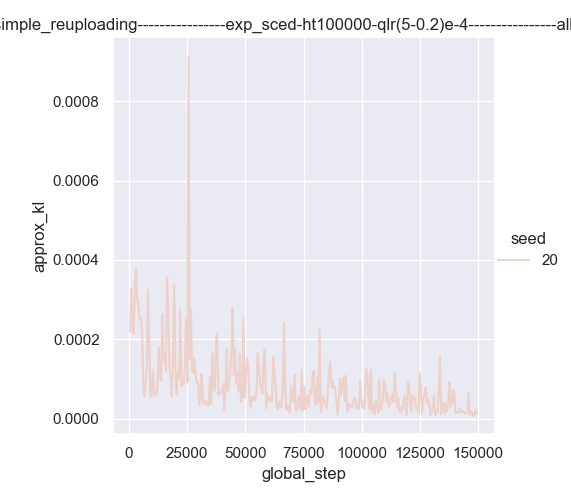 simple_reuploading----------------exp_sced-ht100000-qlr(5-0.2)e-4----------------all
0.0008
0.0006
0.0004
0.0002
0.0000
approx_kl
0 25000 50000 75000 100000 125000 150000
global_step
seed
20